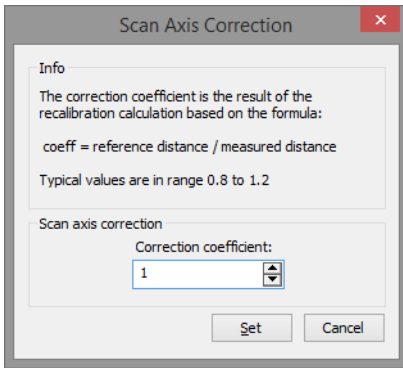 Scan Axis Correction
Info
The correction coefficient is the result of the
recalibration calculation based on the formula:
coeff = reference distance / measured distance
Typical values are in range 0.8 to 1.2
Scan axis correction
Correction coefficient:
1
Set Cancel